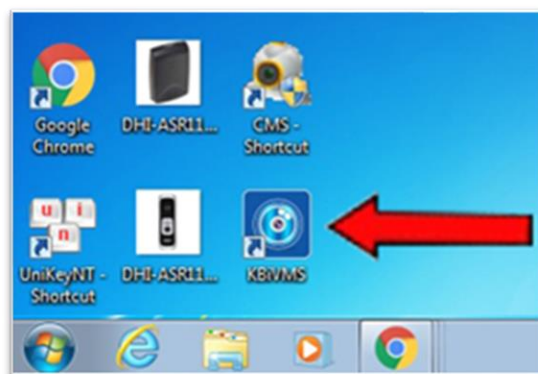 Google
Chrome
DHI-ASR11...
CMS -
Shortcut
u i
n
UniKeyNT -
Shortcut
DHI-ASR11...
KBiVMS